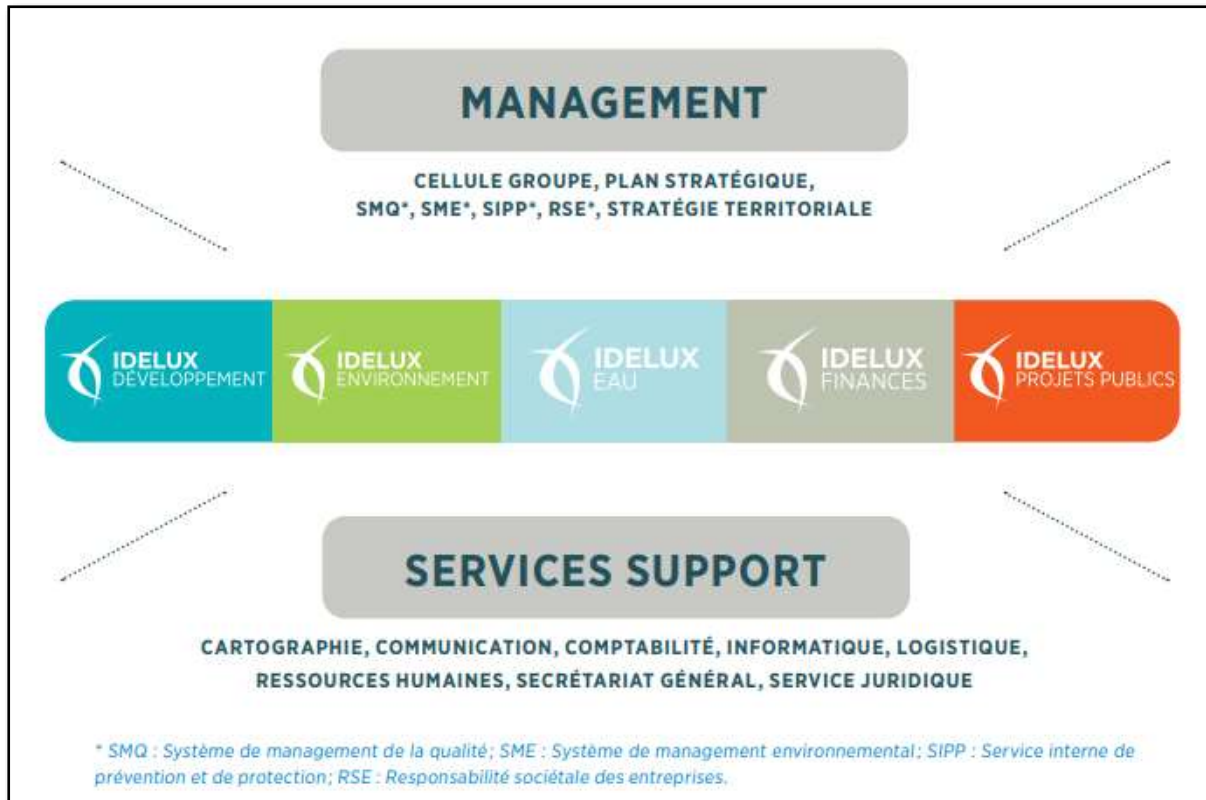 MANAGEMENT
CELLULE GROUPE, PLAN STRATÉGIQUE,
SMQ*, SME*, SIPP*, RSE*, STRATÉGIE TERRITORIALE
IDELUX
DÉVELOPPEMENT
IDELUX
ENVIRONNEMENT
IDELUX
EAU
IDELUX
FINANCES
IDELUX
PROJETS PUBLICS
SERVICES SUPPORT
CARTOGRAPHIE, COMMUNICATION, COMPTABILITÉ, INFORMATIQUE, LOGISTIQUE,
RESSOURCES HUMAINES, SECRÉTARIAT GÉNÉRAL, SERVICE JURIDIQUE
* SMQ : Système de management de la qualité ; SME : Système de management environnemental ; SIPP : Service interne de
prévention et de protection ; RSE : Responsabilité sociétale des entreprises.